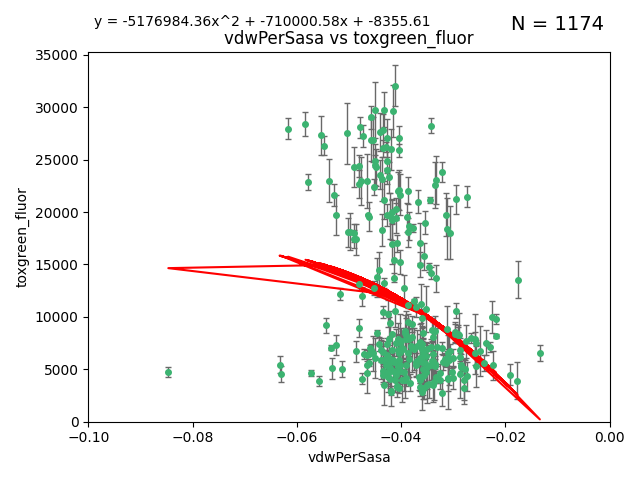 y = -5176984.36x^2 + -710000.58x + -8355.61
N = 1174
vdwPerSasa vs toxgreen_fluor
35000
30000
25000
20000
15000
10000
5000
0
toxgreen_fluor
−0.10 −0.08 −0.06 −0.04 −0.02 0.00
vdwPerSasa